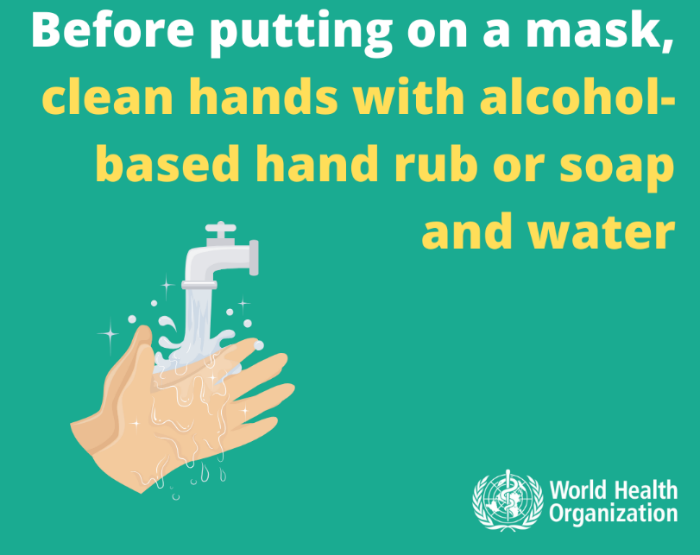 Before putting on a mask,
clean hands with alcohol-
based hand rub or soap
and water
World Health
Organization